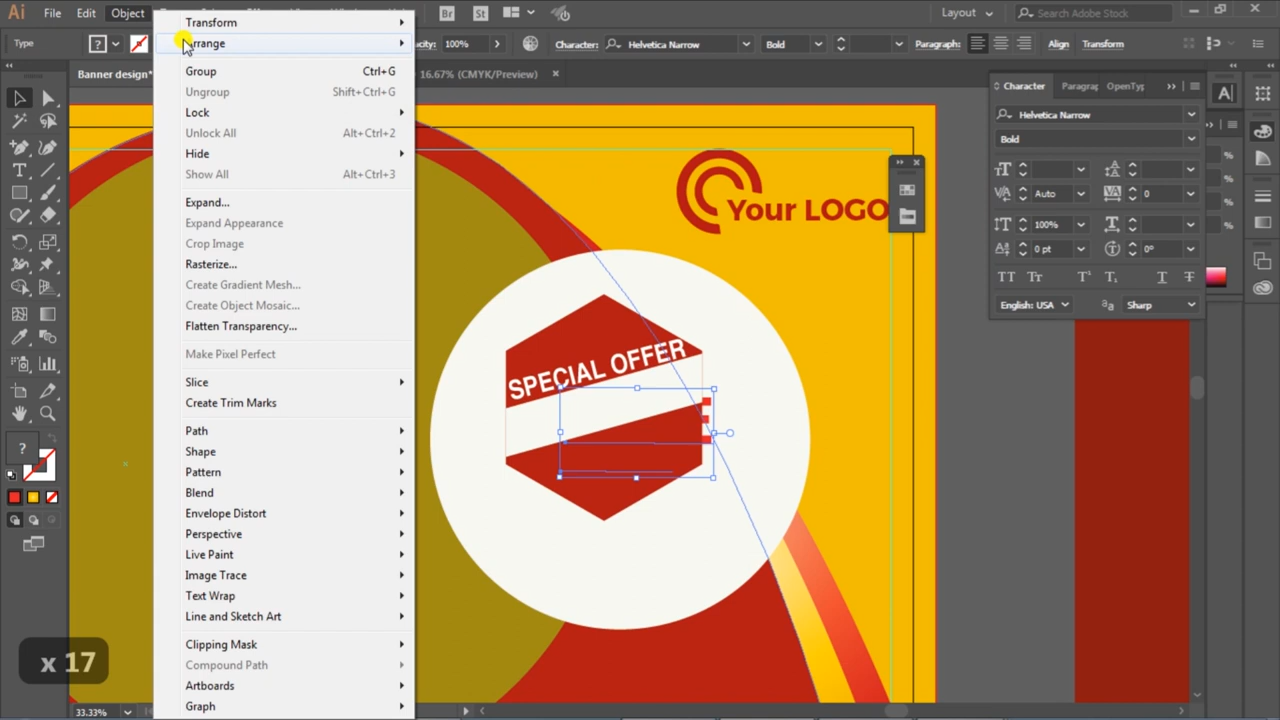 Ai File Edit Object Br St Layout Search Adobe Stock
Type ? Opacity: 100% Character: Helvetica Narrow Bold Paragraph: Align Transform
Banner design* 16.67% (CMYK/Preview) ×
Transform
Arrange
Group Ctrl+G
Ungroup Shift+Ctrl+G
Lock
Unlock All Alt+Ctrl+2
Hide
Show All Alt+Ctrl+3
Expand...
Expand Appearance
Crop Image
Rasterize...
Create Gradient Mesh...
Create Object Mosaic...
Flatten Transparency...
Make Pixel Perfect
Slice
Create Trim Marks
Path
Shape
Pattern
Blend
Envelope Distort
Perspective
Live Paint
Image Trace
Text Wrap
Line and Sketch Art
Clipping Mask
Compound Path
Artboards
Graph
Your LOGO
SPECIAL OFFER
Character Paragrap OpenTyp
Helvetica Narrow
Bold
Auto 0
100%
0 pt 0°
English: USA Sharp
%
%
%
?
x 17
33.33%